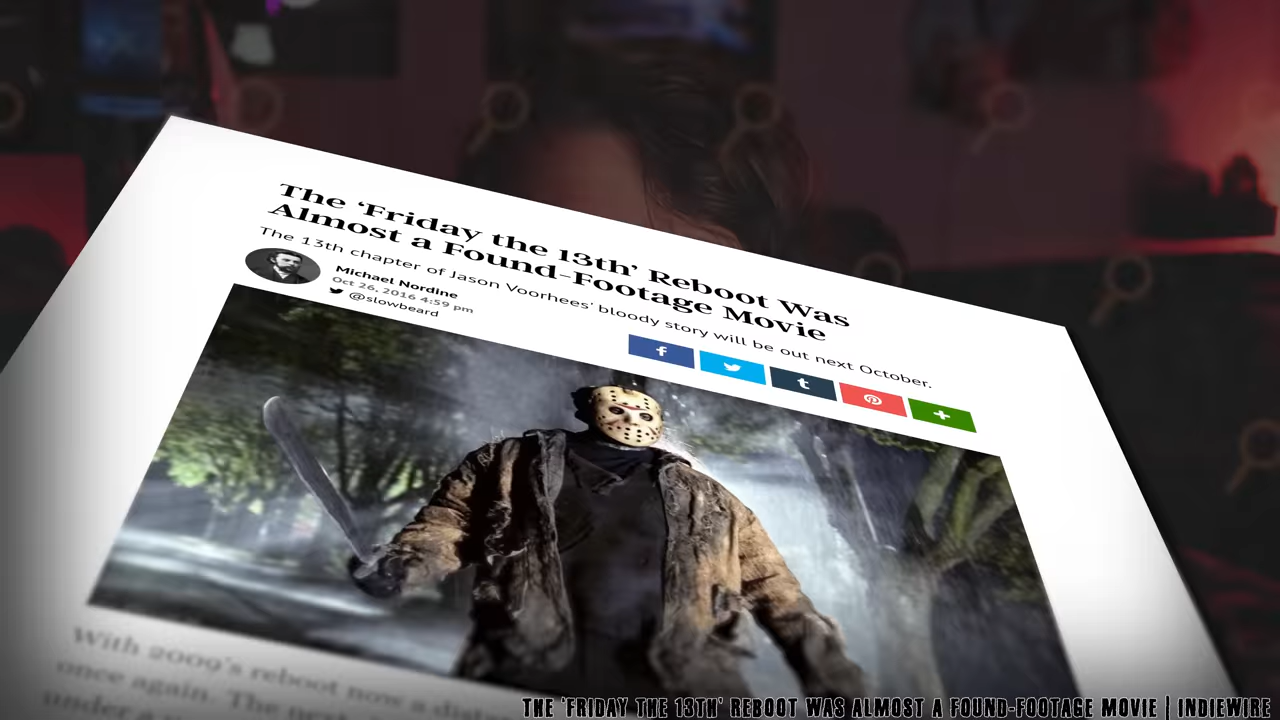 The ‘Friday the 13th’ Reboot Was
Almost a Found-Footage Movie
The 13th chapter of Jason Voorhees’ bloody story will be out next October.
Michael Nordine
Oct 26, 2016 4:59 pm
@slowbeard
With 2009’s reboot now a
once again. The next
under a
THE ‘FRIDAY THE 13TH’ REBOOT WAS ALMOST A FOUND-FOOTAGE MOVIE | INDIEWIRE